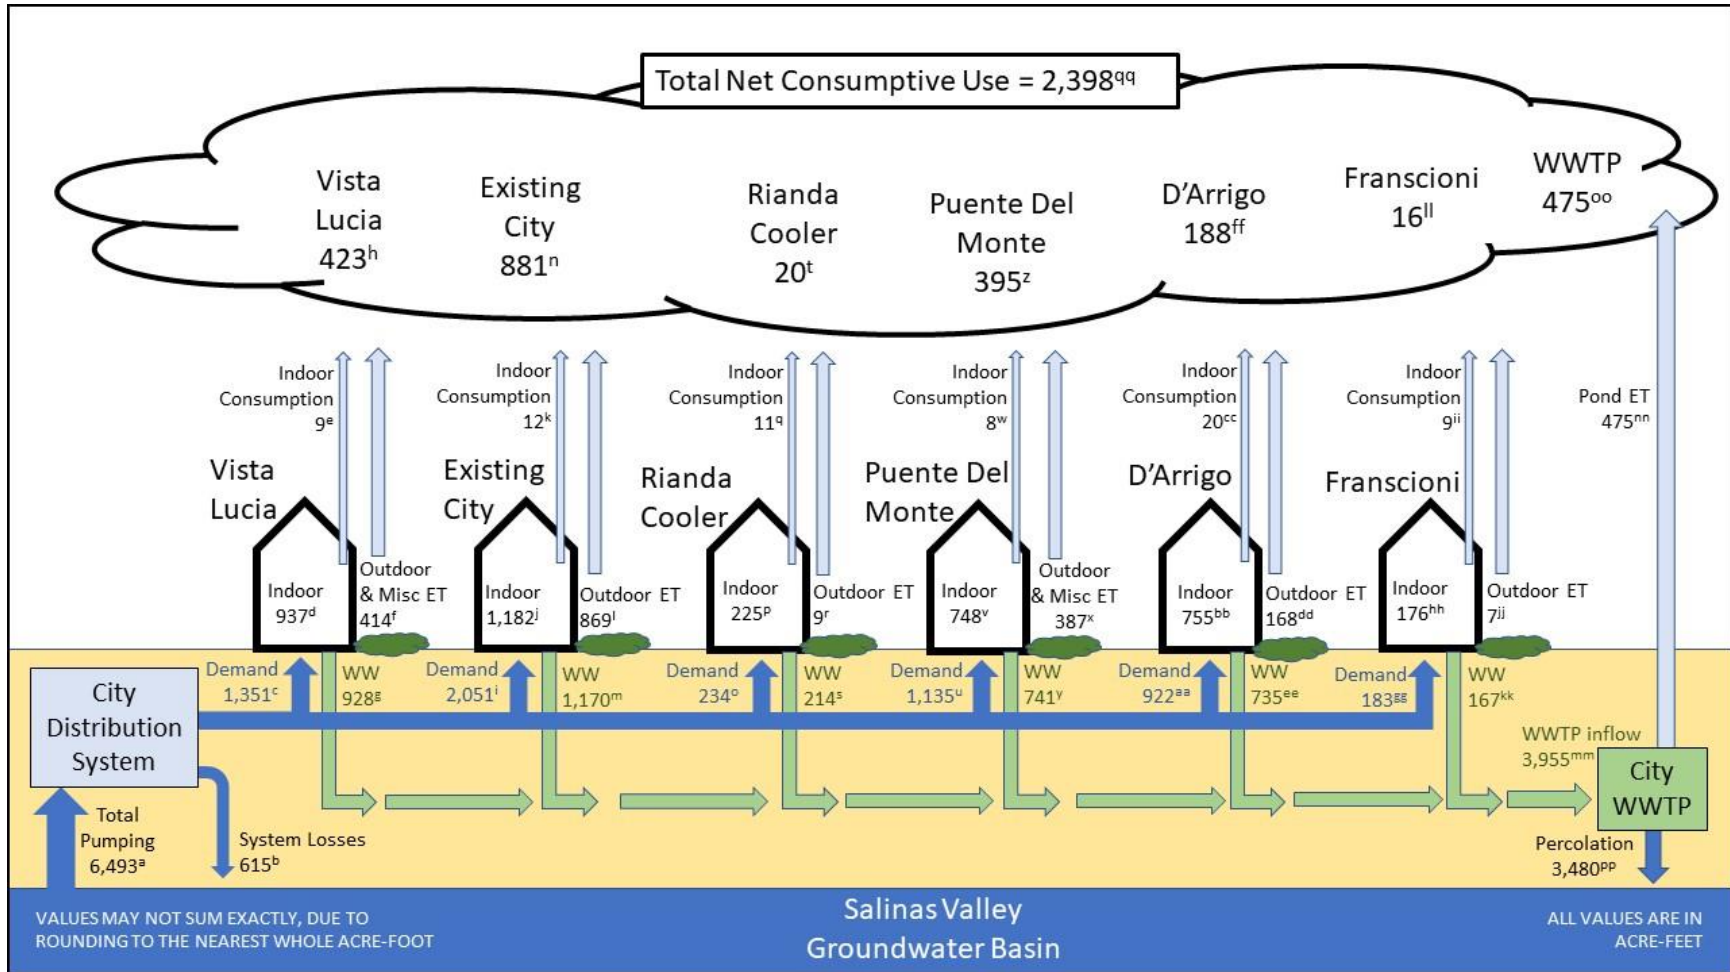 Total Net Consumptive Use = 2,398qq
Vista
Lucia
423h
Existing
City
881n
Rianda
Cooler
20t
Puente Del
Monte
395z
D’Arrigo
188ff
Franscioni
16ll
WWTP
475oo
Indoor
Consumption
9e
Indoor
Consumption
12k
Indoor
Consumption
11q
Indoor
Consumption
8w
Indoor
Consumption
20cc
Indoor
Consumption
9ii
Pond ET
475nn
Vista
Lucia
Existing
City
Rianda
Cooler
Puente Del
Monte
D’Arrigo
Franscioni
Indoor
937d
Outdoor
& Misc ET
414f
Indoor
1,182j
Outdoor ET
869l
Indoor
225p
Outdoor ET
9r
Indoor
748v
Outdoor
& Misc ET
387x
Indoor
755bb
Outdoor ET
168dd
Indoor
176hh
Outdoor ET
7jj
Demand
1,351c
WW
928g
Demand
2,051i
WW
1,170m
Demand
234o
WW
214s
Demand
1,135u
WW
741y
Demand
922aa
WW
735ee
Demand
183gg
WW
167kk
City
Distribution
System
WWTP inflow
3,955mm
City
WWTP
Total
Pumping
6,493a
System Losses
615b
Percolation
3,480pp
VALUES MAY NOT SUM EXACTLY, DUE TO
ROUNDING TO THE NEAREST WHOLE ACRE-FOOT
Salinas Valley
Groundwater Basin
ALL VALUES ARE IN
ACRE-FEET